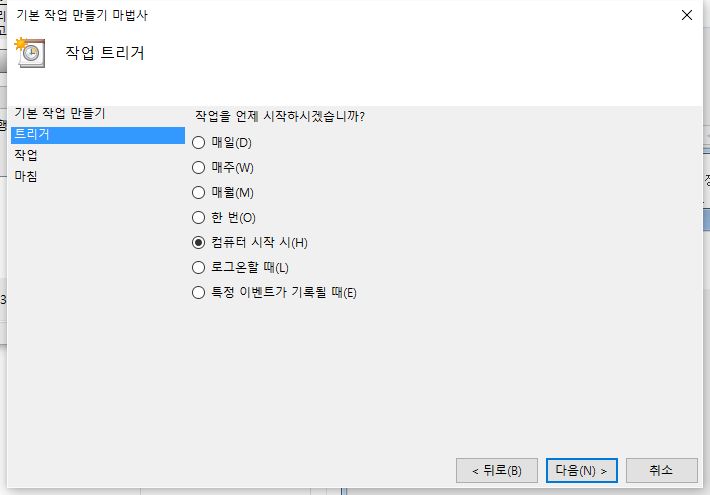 기본 작업 만들기 마법사
작업 트리거
기본 작업 만들기
트리거
작업
마침
작업을 언제 시작하시겠습니까?
매일(D)
매주(W)
매월(M)
한 번(O)
컴퓨터 시작 시(H)
로그온할 때(L)
특정 이벤트가 기록될 때(E)
< 뒤로(B)
다음(N) >
취소